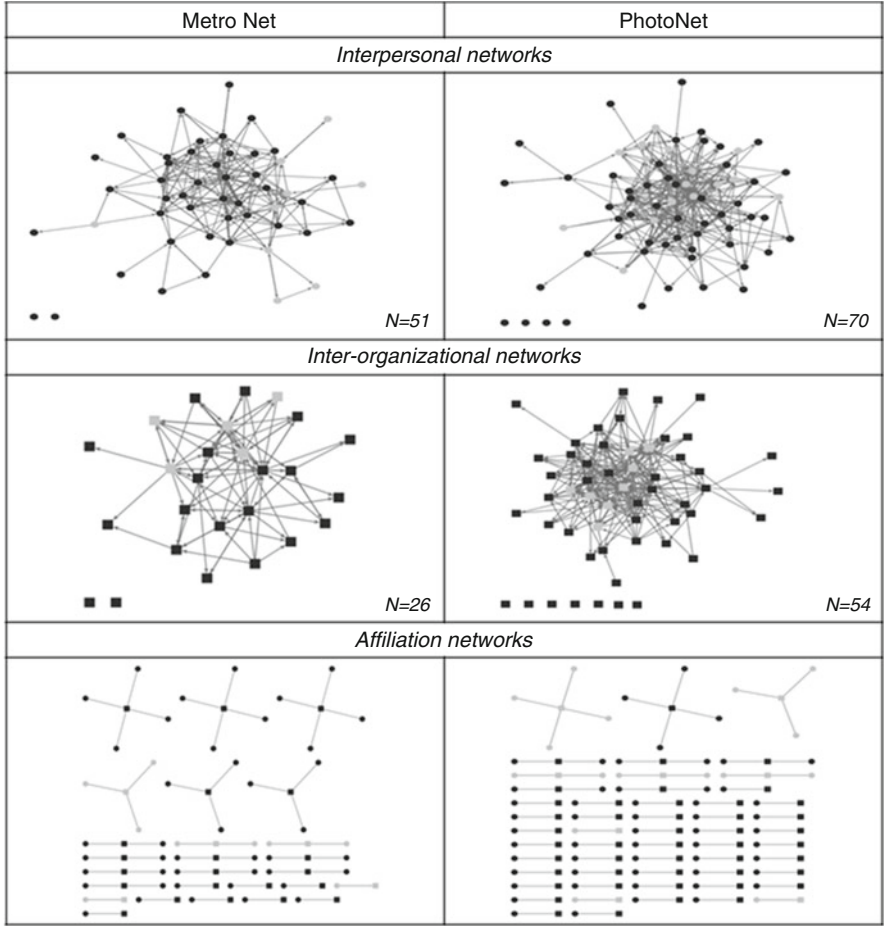 Metro Net
PhotoNet
Interpersonal networks
N=51
N=70
Inter-organizational networks
N=26
N=54
Affiliation networks